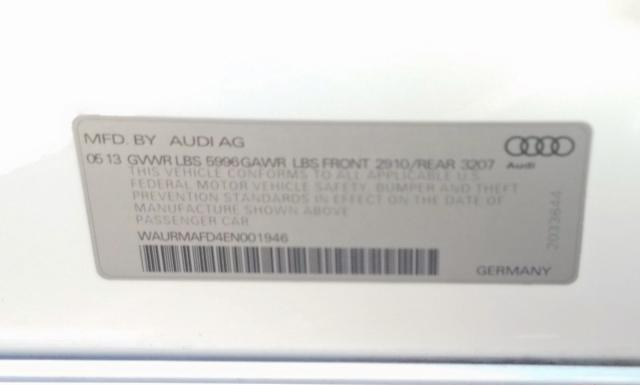 MFD. BY AUDI AG
05 13 GVWR LBS 5996 GAWR LBS FRONT 2910/REAR 3207
Audi
THIS VEHICLE CONFORMS TO ALL APPLICABLE U.S
FEDERAL MOTOR VEHICLE SAFETY, BUMPER AND THEFT
PREVENTION STANDARDS IN EFFECT ON THE DATE OF
MANUFACTURE SHOWN ABOVE
PASSENGER CAR
WAURMAFD4EN001946
2033644
GERMANY